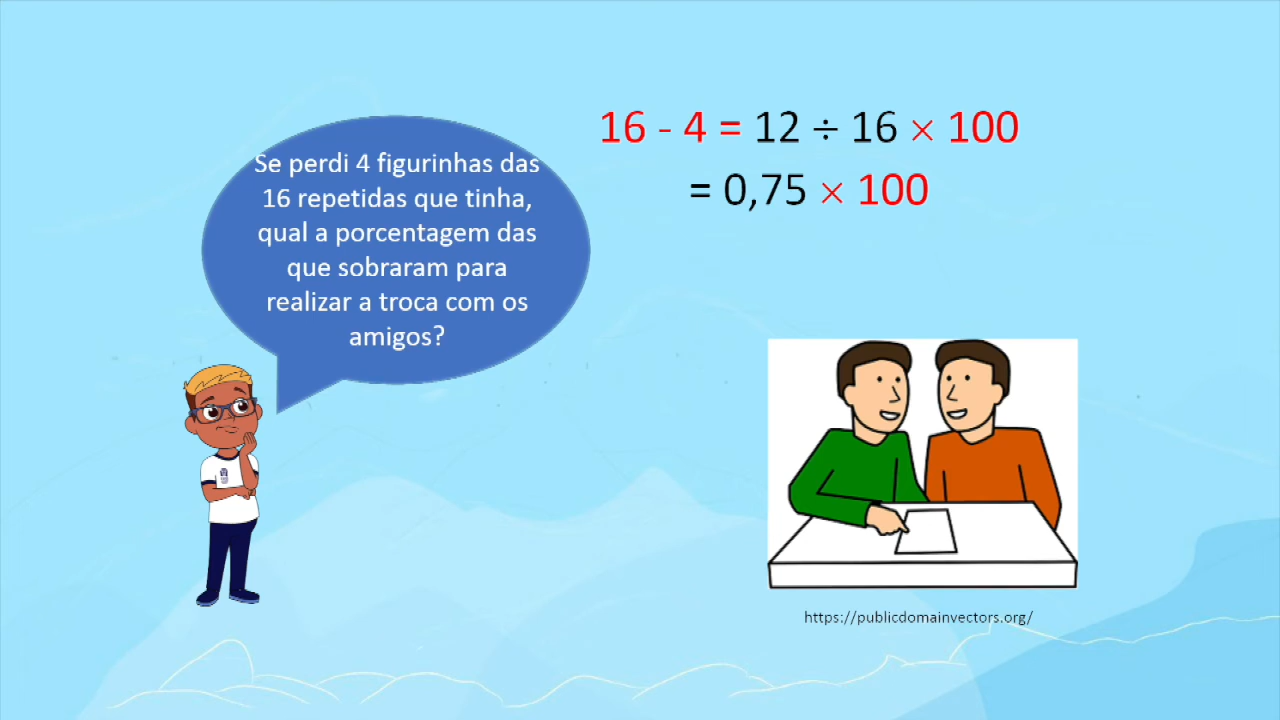 Se perdi 4 figurinhas das
16 repetidas que tinha,
qual a porcentagem das
que sobraram para
realizar a troca com os
amigos?
16 - 4 = 12 ÷ 16 × 100
= 0,75 × 100
https://publicdomainvectors.org/